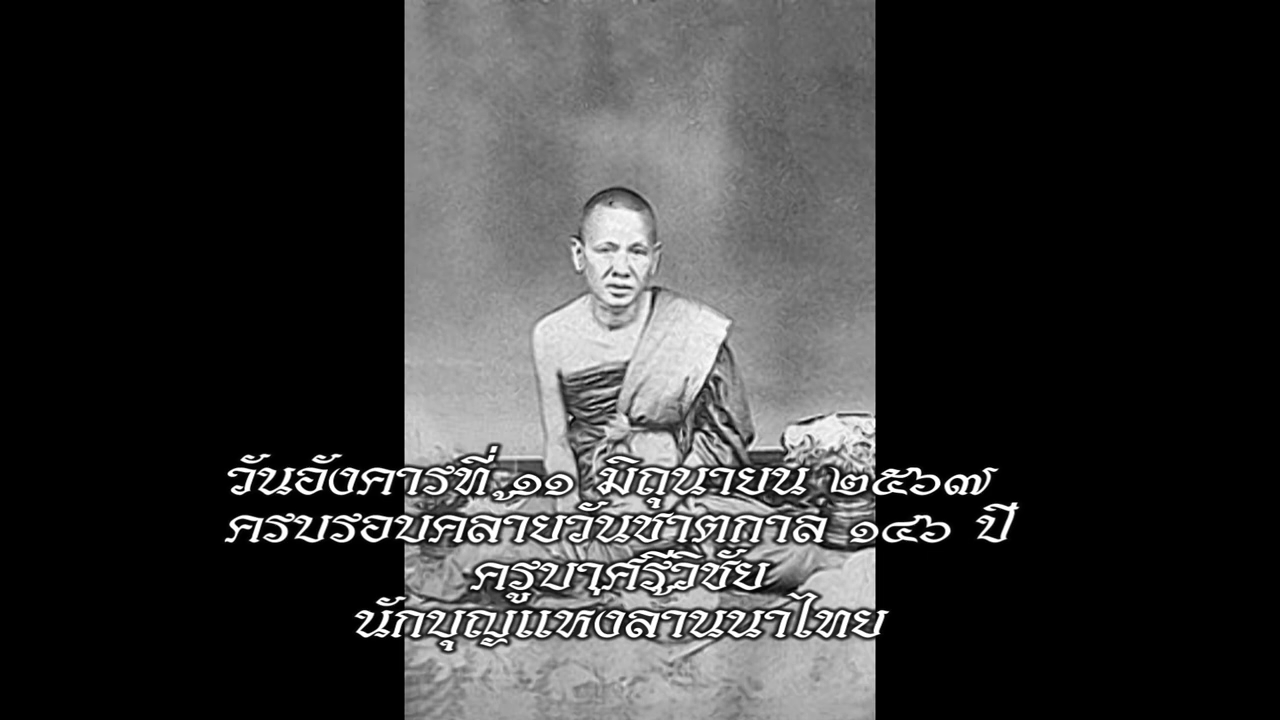 วันอังคารที่ ๑๑ มิถุนายน ๒๕๖๗
ครบรอบคล้ายวันชาตกาล ๑๔๖ ปี
ครูบาศรีวิชัย
นักบุญแห่งลานนาไทย